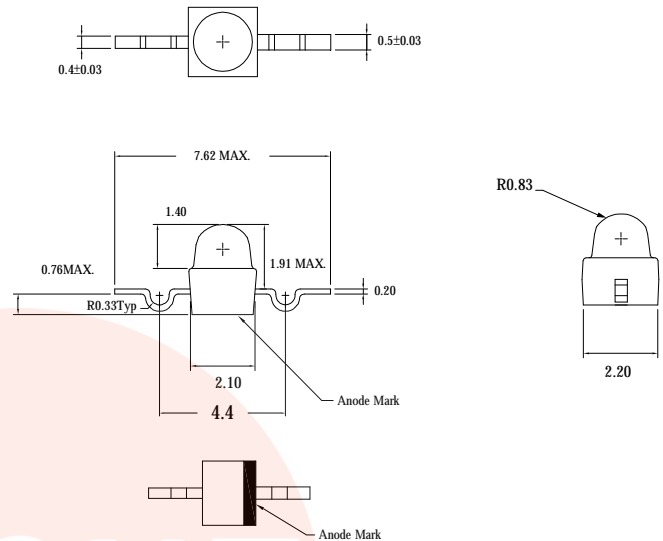 0.5±0.03
0.4±0.03
7.62 MAX.
R0.83
1.40
0.76MAX.
1.91 MAX.
0.20
R0.33Typ
2.10
2.20
Anode Mark
4.4
Anode Mark